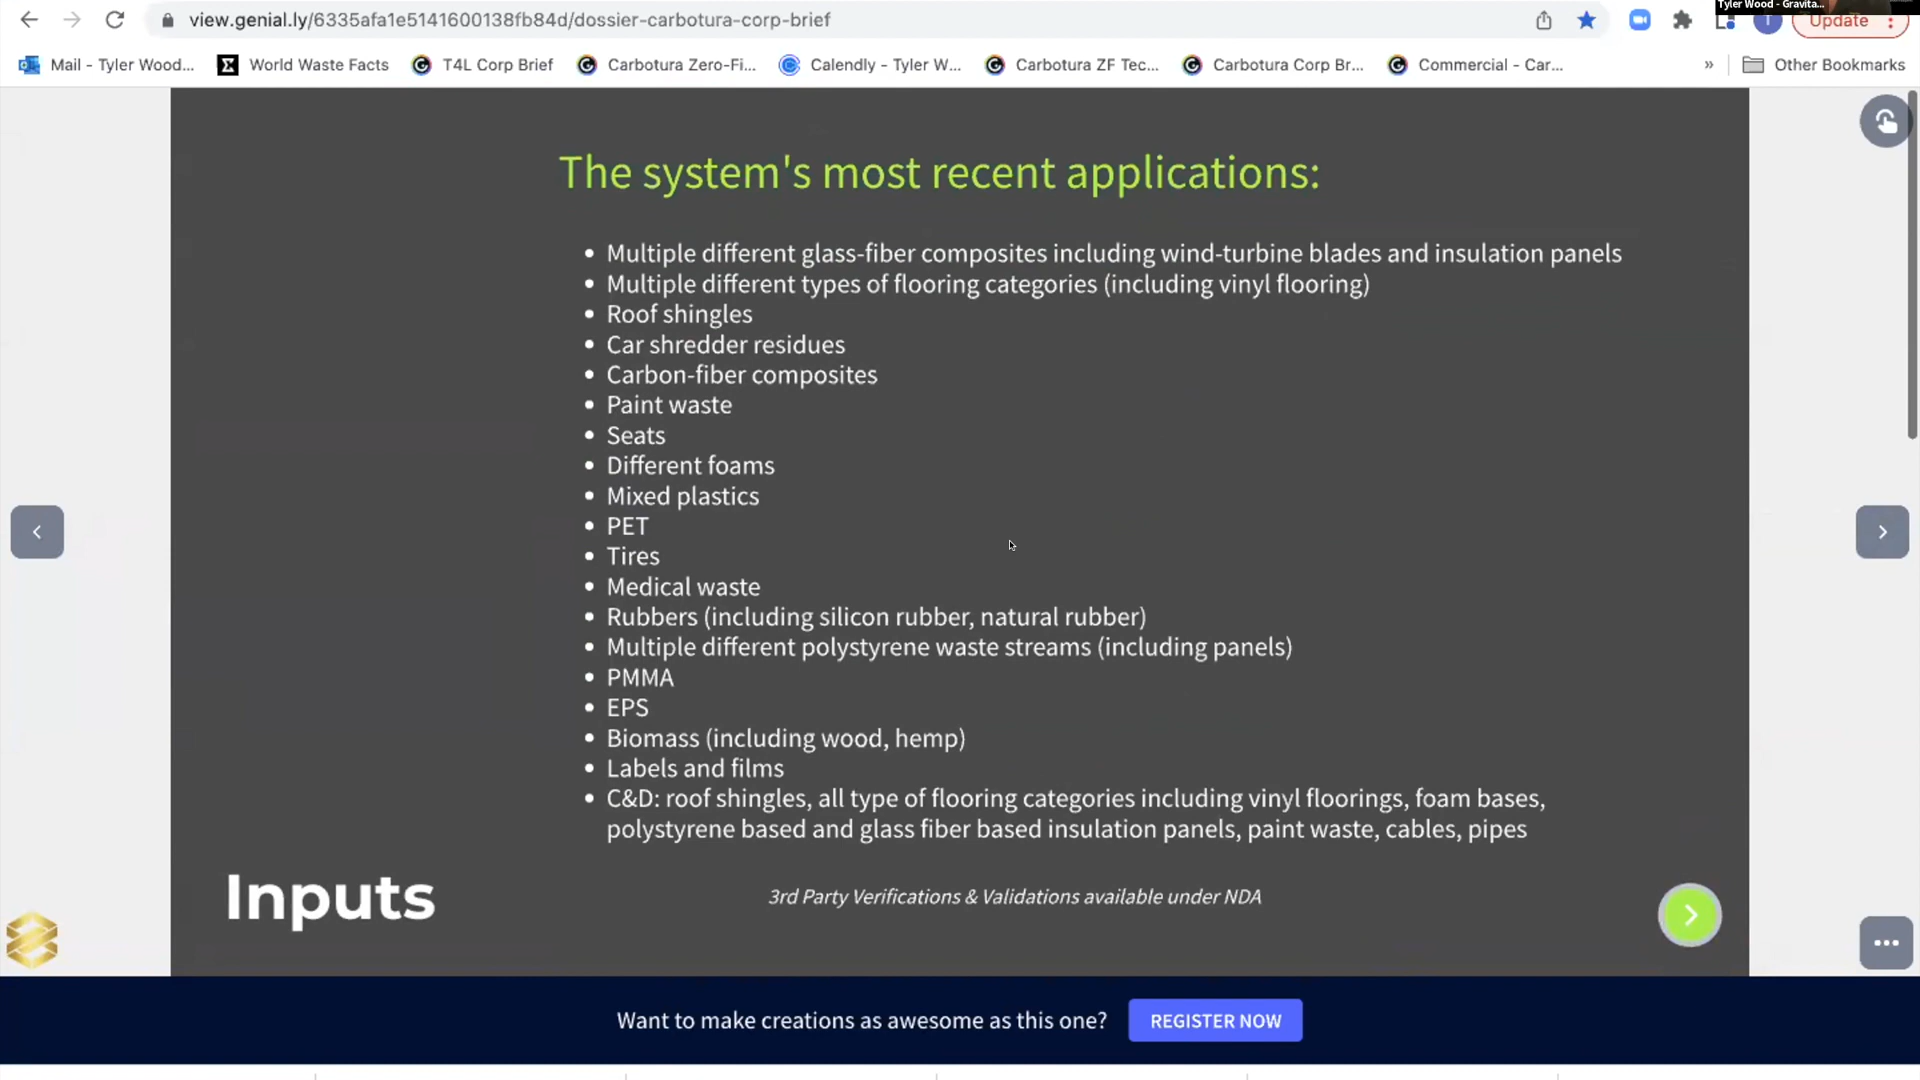 Tyler Wood - Gravita...
view.genial.ly/6335afa1e5141600138fb84d/dossier-carbotura-corp-brief
T
Update
Mail - Tyler Wood...
World Waste Facts
T4L Corp Brief
Carbotura Zero-Fi...
Calendly - Tyler W...
Carbotura ZF Tec...
Carbotura Corp Br...
Commercial - Car...
»
Other Bookmarks
The system's most recent applications:
• Multiple different glass-fiber composites including wind-turbine blades and insulation panels
• Multiple different types of flooring categories (including vinyl flooring)
• Roof shingles
• Car shredder residues
• Carbon-fiber composites
• Paint waste
• Seats
• Different foams
• Mixed plastics
• PET
• Tires
• Medical waste
• Rubbers (including silicon rubber, natural rubber)
• Multiple different polystyrene waste streams (including panels)
• PMMA
• EPS
• Biomass (including wood, hemp)
• Labels and films
• C&D: roof shingles, all type of flooring categories including vinyl floorings, foam bases,
polystyrene based and glass fiber based insulation panels, paint waste, cables, pipes
Inputs
3rd Party Verifications & Validations available under NDA
Want to make creations as awesome as this one?
REGISTER NOW